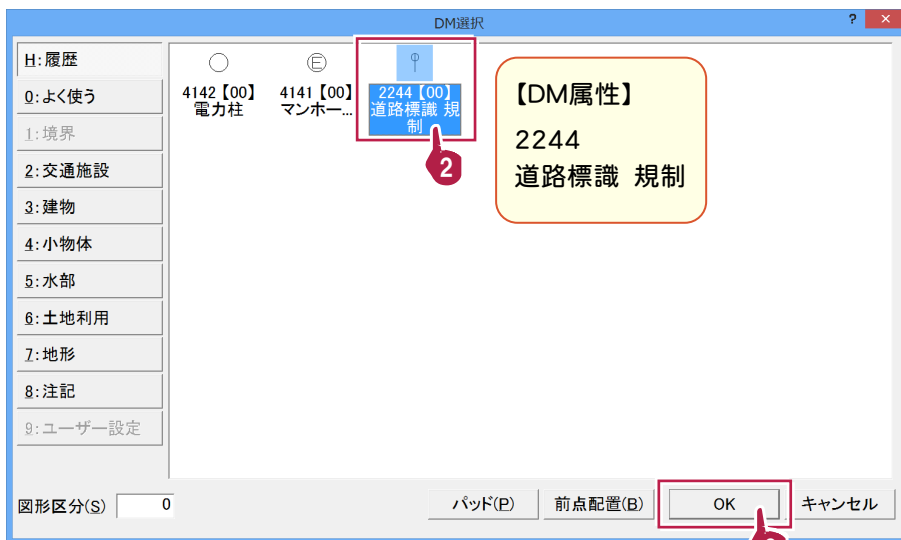 DM選択
?
×
H:履歴
0:よく使う
1:境界
2:交通施設
3:建物
4:小物体
5:水部
6:土地利用
7:地形
8:注記
9:ユーザー設定
E
4142【00】
電力柱
4141【00】
マンホー...
2244【00】
道路標識 規
制
2
【DM属性】
2244
道路標識 規制
図形区分(S)
0
パッド(P)
前点配置(B)
OK
キャンセル